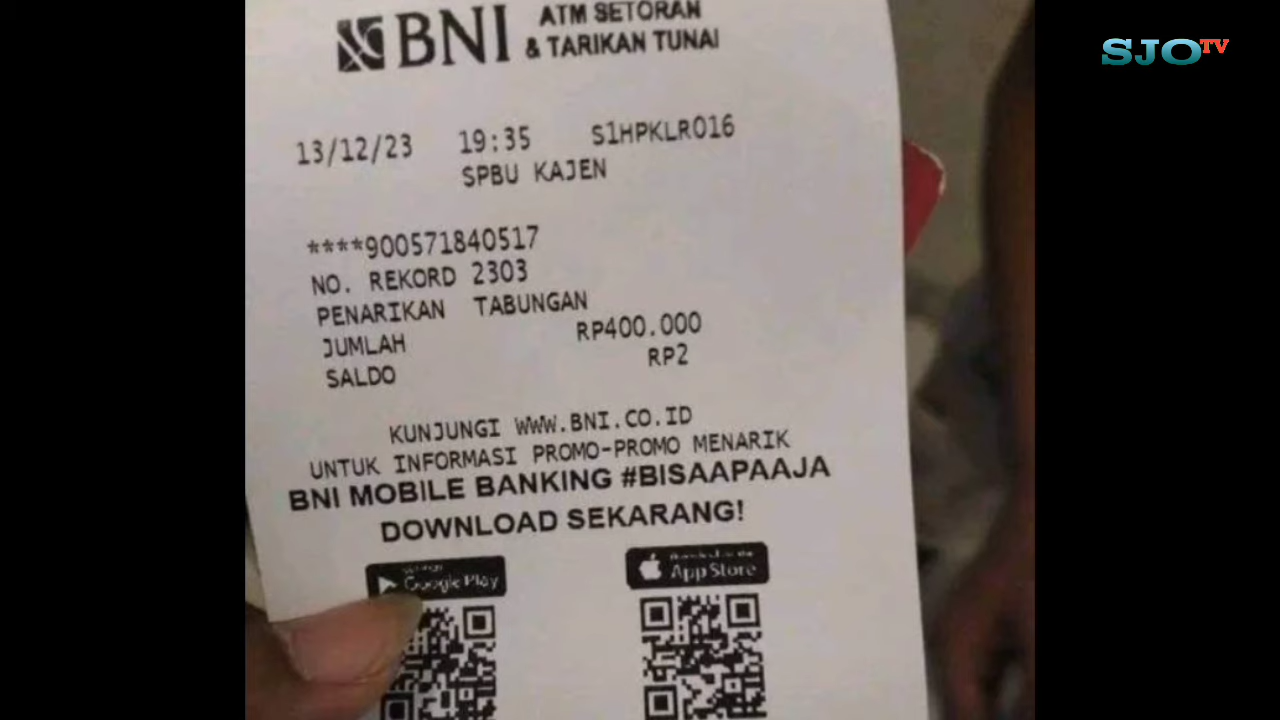 SJOTV
BNI ATM SETORAN
& TARIKAN TUNAI
13/12/23 19:35 S1HPKLR016
SPBU KAJEN
****900571840517
NO. REKORD 2303
PENARIKAN TABUNGAN
JUMLAH RP400.000
SALDO RP2
KUNJUNGI WWW.BNI.CO.ID
UNTUK INFORMASI PROMO-PROMO MENARIK
BNI MOBILE BANKING #BISAAPAAJA
DOWNLOAD SEKARANG!
Google Play
App Store